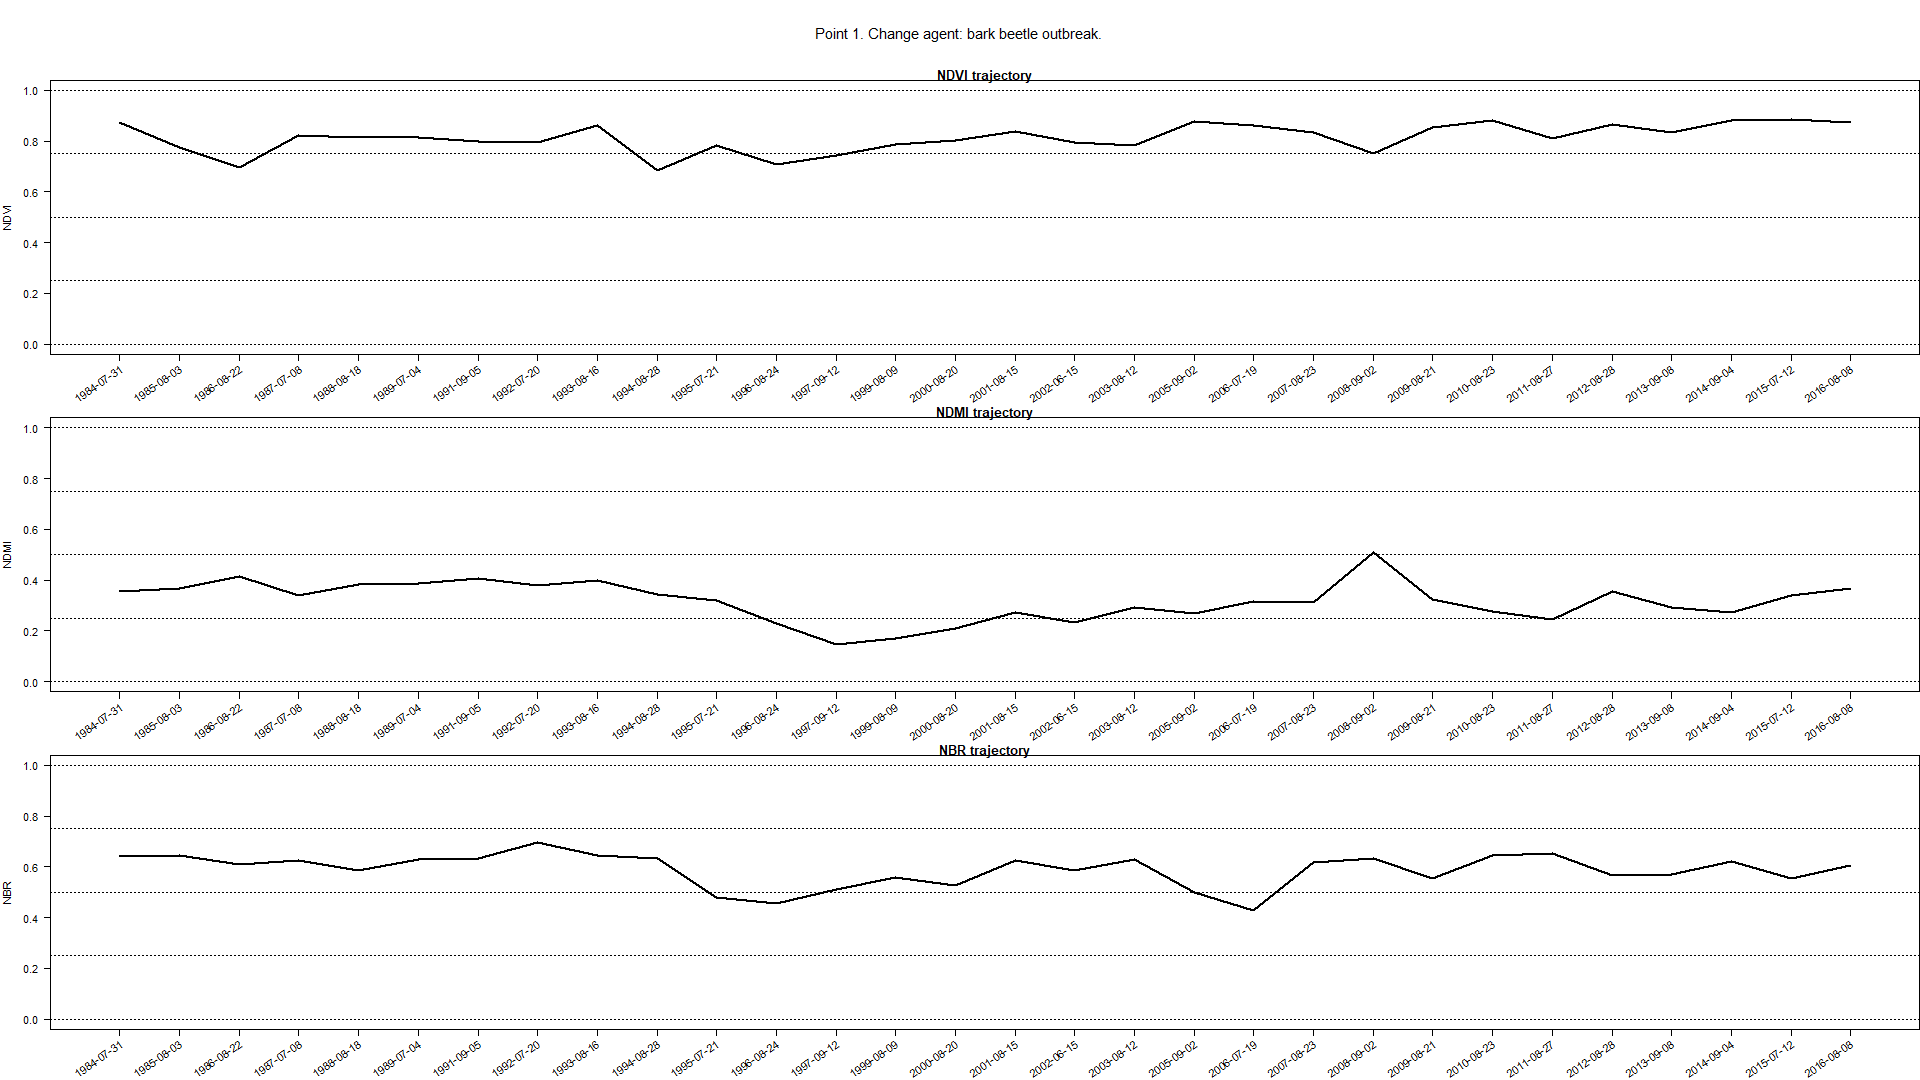 Point 1. Change agent: bark beetle outbreak.
NDVI trajectory
NDVI
1.0
0.8
0.6
0.4
0.2
0.0
1984-07-31 1985-08-03 1986-08-22 1987-07-08 1988-08-18 1989-07-04 1991-09-05 1992-07-20 1993-08-16 1994-08-28 1995-07-21 1996-08-24 1997-09-12 1999-08-09 2000-08-20 2001-08-15 2002-06-15 2003-08-12 2005-09-02 2006-07-19 2007-08-23 2008-09-02 2009-08-21 2010-08-23 2011-08-27 2012-08-28 2013-09-08 2014-09-04 2015-07-12 2016-08-08
NDMI trajectory
NDMI
1.0
0.8
0.6
0.4
0.2
0.0
1984-07-31 1985-08-03 1986-08-22 1987-07-08 1988-08-18 1989-07-04 1991-09-05 1992-07-20 1993-08-16 1994-08-28 1995-07-21 1996-08-24 1997-09-12 1999-08-09 2000-08-20 2001-08-15 2002-06-15 2003-08-12 2005-09-02 2006-07-19 2007-08-23 2008-09-02 2009-08-21 2010-08-23 2011-08-27 2012-08-28 2013-09-08 2014-09-04 2015-07-12 2016-08-08
NBR trajectory
NBR
1.0
0.8
0.6
0.4
0.2
0.0
1984-07-31 1985-08-03 1986-08-22 1987-07-08 1988-08-18 1989-07-04 1991-09-05 1992-07-20 1993-08-16 1994-08-28 1995-07-21 1996-08-24 1997-09-12 1999-08-09 2000-08-20 2001-08-15 2002-06-15 2003-08-12 2005-09-02 2006-07-19 2007-08-23 2008-09-02 2009-08-21 2010-08-23 2011-08-27 2012-08-28 2013-09-08 2014-09-04 2015-07-12 2016-08-08